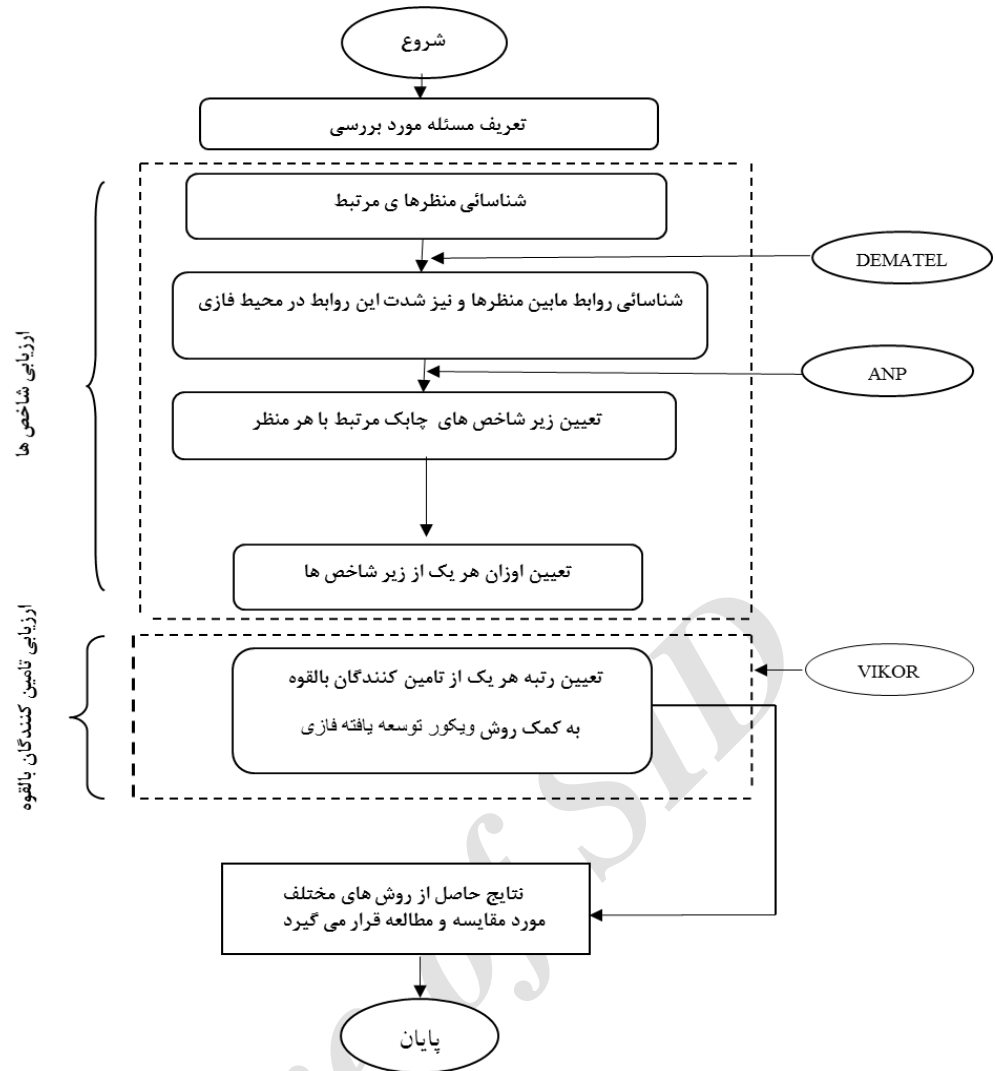 شروع
تعریف مسئله مورد بررسی
شناسائی منظرها ی مرتبط
DEMATEL
شناسائی روابط مابین منظرها و نیز شدت این روابط در محیط فازی
ANP
تعیین زیر شاخص های چابک مرتبط با هر منظر
تعیین اوزان هر یک از زیر شاخص ها
ارزیابی شاخص ها
تعیین رتبه هر یک از تامین کنندگان بالقوه
به کمک روش ویکور توسعه یافته فازی
VIKOR
ارزیابی تامین کنندگان بالقوه
نتایج حاصل از روش های مختلف
مورد مقایسه و مطالعه قرار می گیرد
پایان
of SID